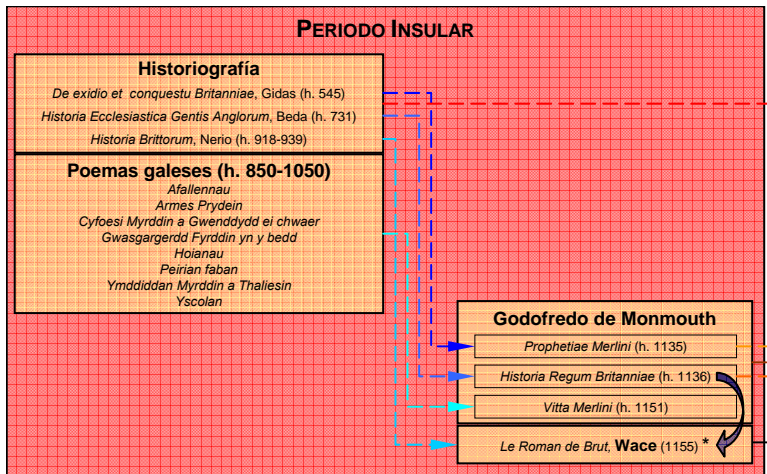 PERIODO INSULAR
Historiografía
De exidio et conquestu Britanniae, Gidas (h. 545)
Historia Ecclesiastica Gentis Anglorum, Beda (h. 731)
Historia Brittorum, Nerio (h. 918-939)
Poemas galeses (h. 850-1050)
Afallennau
Armes Prydein
Cyfoesi Myrddin a Gwenddydd ei chwaer
Gwasgargerdd Fyrddin yn y bedd
Hoianau
Peirian faban
Ymddiddan Myrddin a Thaliesin
Yscolan
Godofredo de Monmouth
Prophetiae Merlini (h. 1135)
Historia Regum Britanniae (h. 1136)
Vitta Merlini (h. 1151)
Le Roman de Brut, Wace (1155) *